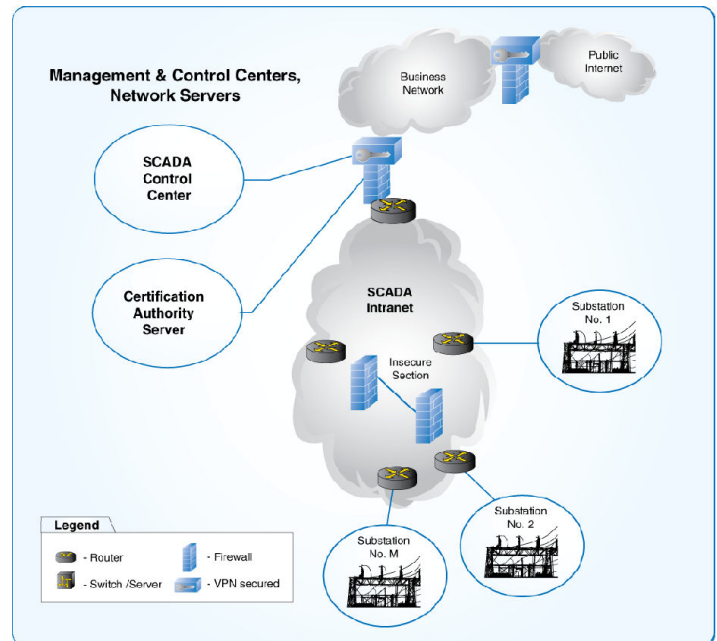 Management & Control Centers,
Network Servers
Business
Network
Public
Internet
SCADA
Control
Center
Certification
Authority
Server
SCADA
Intranet
Insecure
Section
Substation
No. 1
Substation
No. 2
Substation
No. M
Legend
- Router
- Firewall
- Switch /Server
- VPN secured